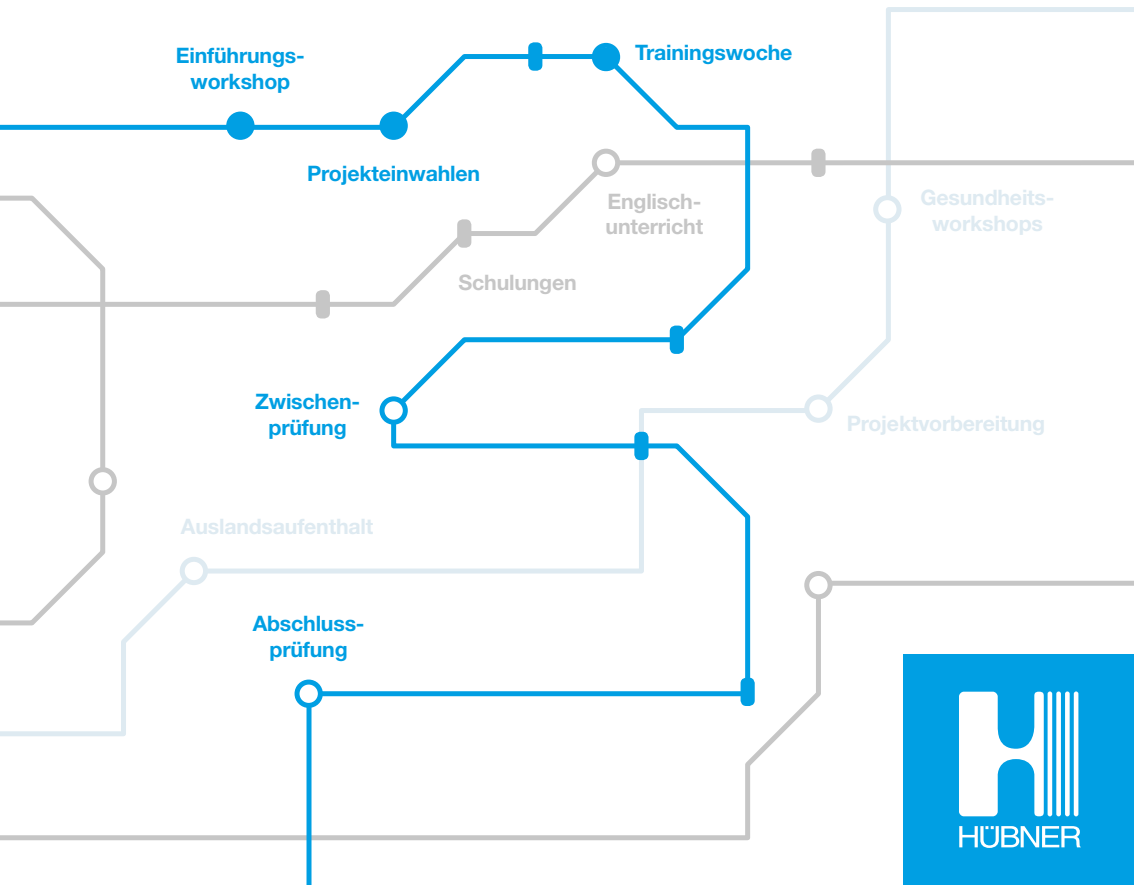 Einführungs-
workshop
Trainingswoche
Projekteinwahlen
Englisch-
unterricht
Gesundheits-
workshops
Schulungen
Zwischen-
prüfung
Projektvorbereitung
Auslandsaufenthalt
Abschluss-
prüfung
HÜBNER